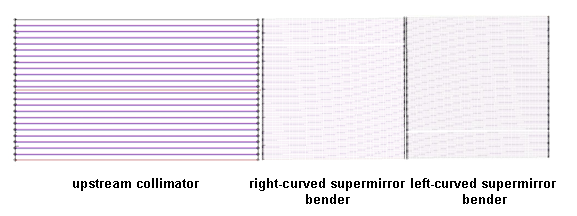 upstream collimator
right-curved supermirror
bender
left-curved supermirror
bender